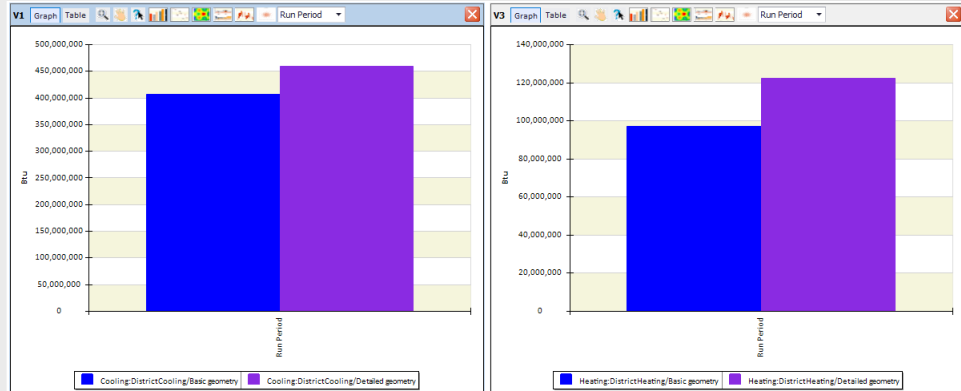 V1 Graph Table Run Period
500,000,000
450,000,000
400,000,000
350,000,000
300,000,000
250,000,000
200,000,000
150,000,000
100,000,000
50,000,000
0
Btu
Run Period
Cooling:DistrictCooling/Basic geometry Cooling:DistrictCooling/Detailed geometry
V3 Graph Table Run Period
140,000,000
120,000,000
100,000,000
80,000,000
60,000,000
40,000,000
20,000,000
0
Btu
Run Period
Heating:DistrictHeating/Basic geometry Heating:DistrictHeating/Detailed geometry